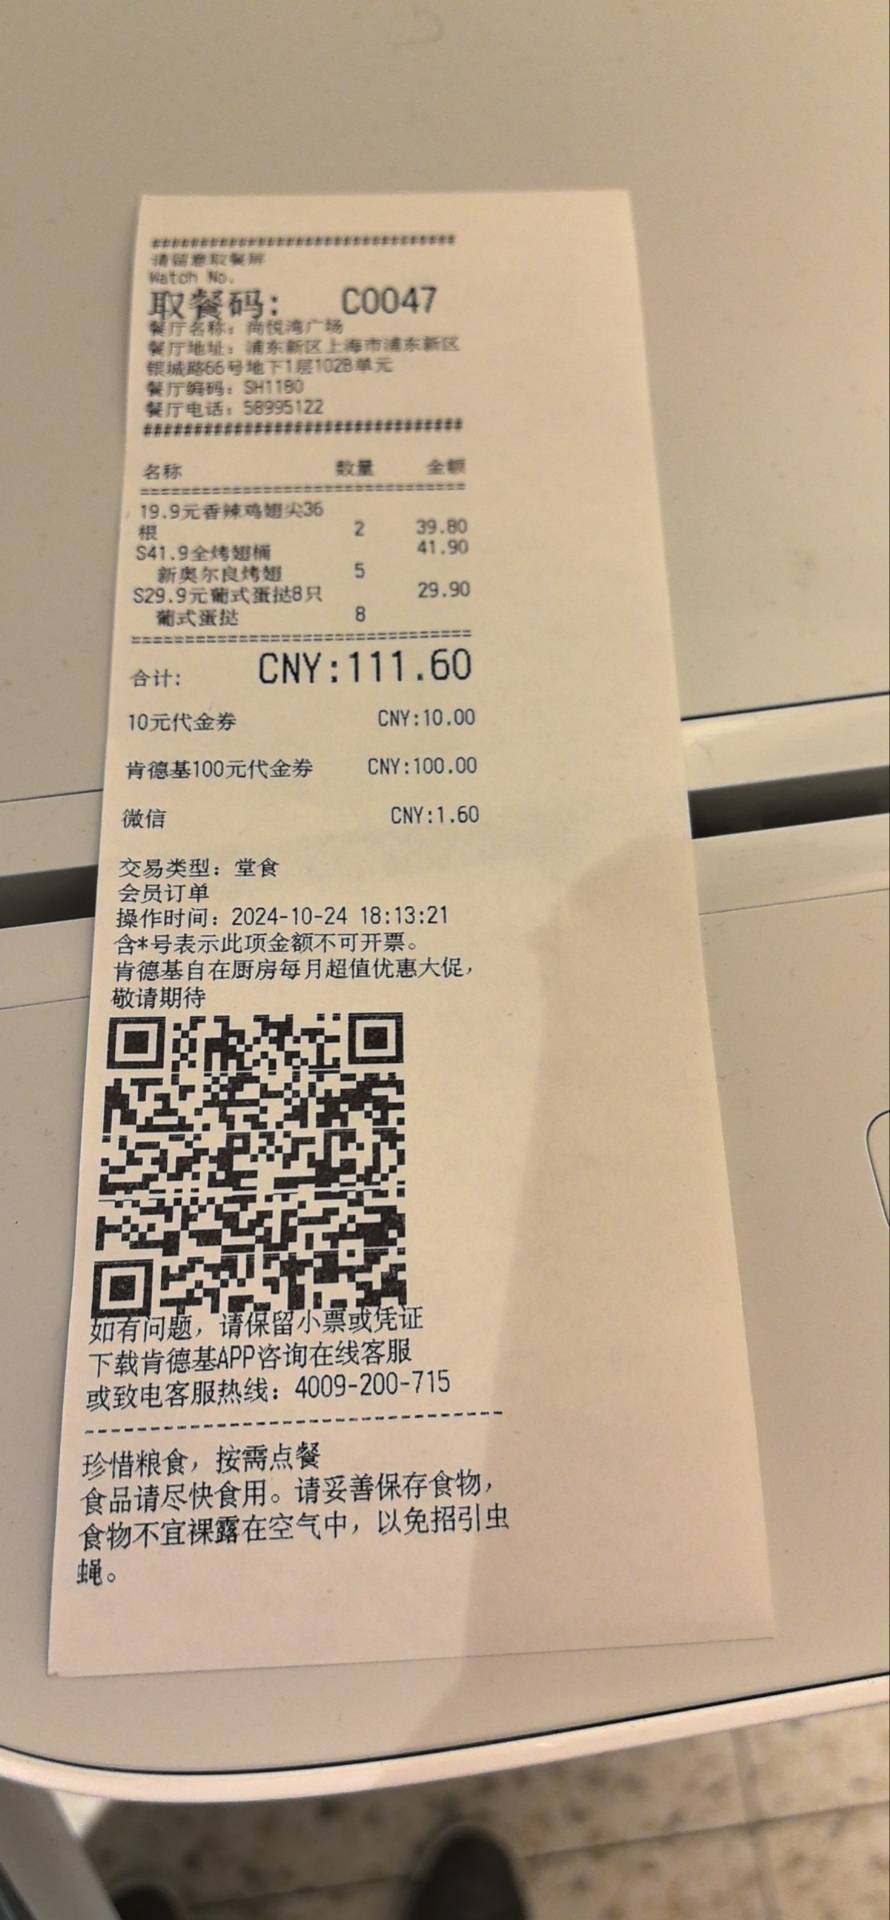 ################################
请留意取餐屏
Watch No.
取餐码: C0047
餐厅名称: 尚悦湾广场
餐厅地址: 浦东新区上海市浦东新区
银城路66号地下1层102B单元
餐厅编码: SH1180
餐厅电话: 58995122
################################
名称 数量 金额
================================
19.9元香辣鸡翅尖36
根 2 39.80
S41.9全烤翅桶 41.90
新奥尔良烤翅 5
S29.9元葡式蛋挞8只 29.90
葡式蛋挞 8
================================
合计: CNY:111.60
10元代金券 CNY:10.00
肯德基100元代金券 CNY:100.00
微信 CNY:1.60
交易类型: 堂食
会员订单
操作时间: 2024-10-24 18:13:21
含*号表示此项金额不可开票。
肯德基自在厨房每月超值优惠大促,
敬请期待
如有问题, 请保留小票或凭证
下载肯德基APP咨询在线客服
或致电客服热线: 4009-200-715
--------------------------------
珍惜粮食, 按需点餐
食品请尽快食用。请妥善保存食物,
食物不宜裸露在空气中, 以免招引虫
蝇。